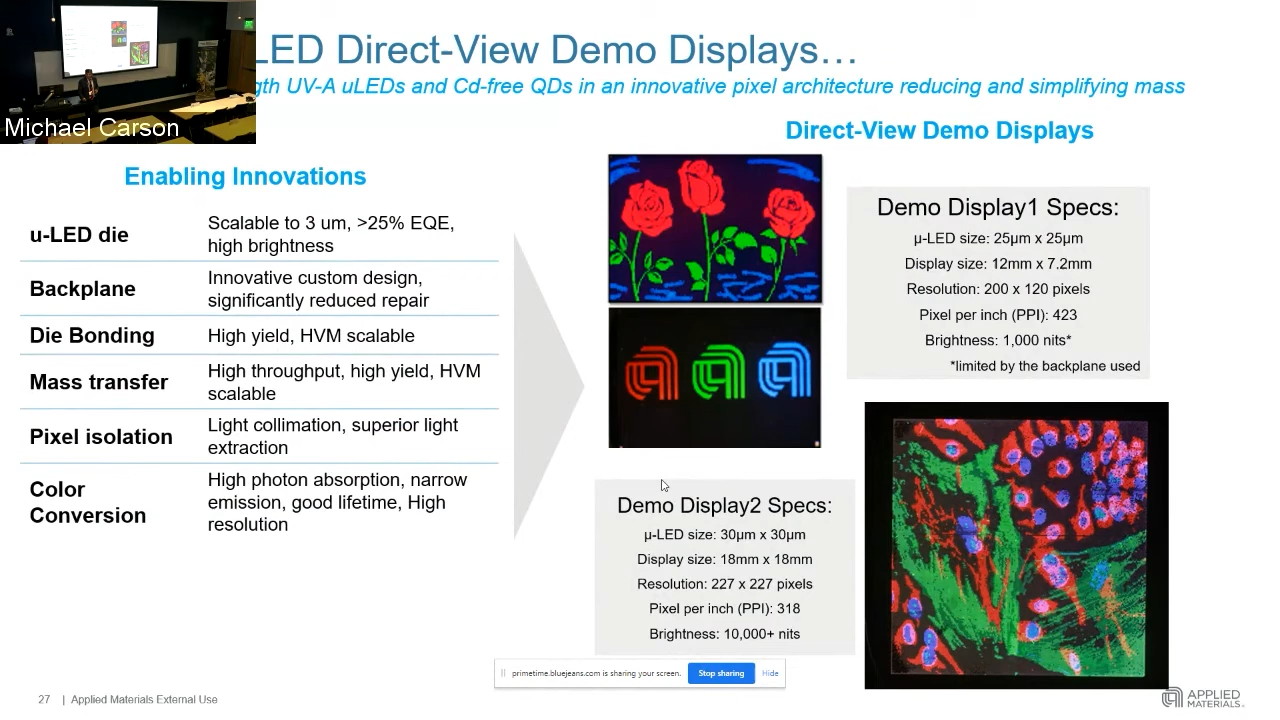 LED Direct-View Demo Displays…
gth UV-A uLEDs and Cd-free QDs in an innovative pixel architecture reducing and simplifying mass
Michael Carson
Enabling Innovations
u-LED die
Scalable to 3 um, >25% EQE,
high brightness
Backplane
Innovative custom design,
significantly reduced repair
Die Bonding
High yield, HVM scalable
Mass transfer
High throughput, high yield, HVM
scalable
Pixel isolation
Light collimation, superior light
extraction
Color
Conversion
High photon absorption, narrow
emission, good lifetime, High
resolution
Direct-View Demo Displays
Demo Display1 Specs:
µ-LED size: 25µm x 25µm
Display size: 12mm x 7.2mm
Resolution: 200 x 120 pixels
Pixel per inch (PPI): 423
Brightness: 1,000 nits*
*limited by the backplane used
Demo Display2 Specs:
µ-LED size: 30µm x 30µm
Display size: 18mm x 18mm
Resolution: 227 x 227 pixels
Pixel per inch (PPI): 318
Brightness: 10,000+ nits
primetime.bluejeans.com is sharing your screen.
Stop sharing
Hide
27 | Applied Materials External Use
APPLIED
MATERIALS